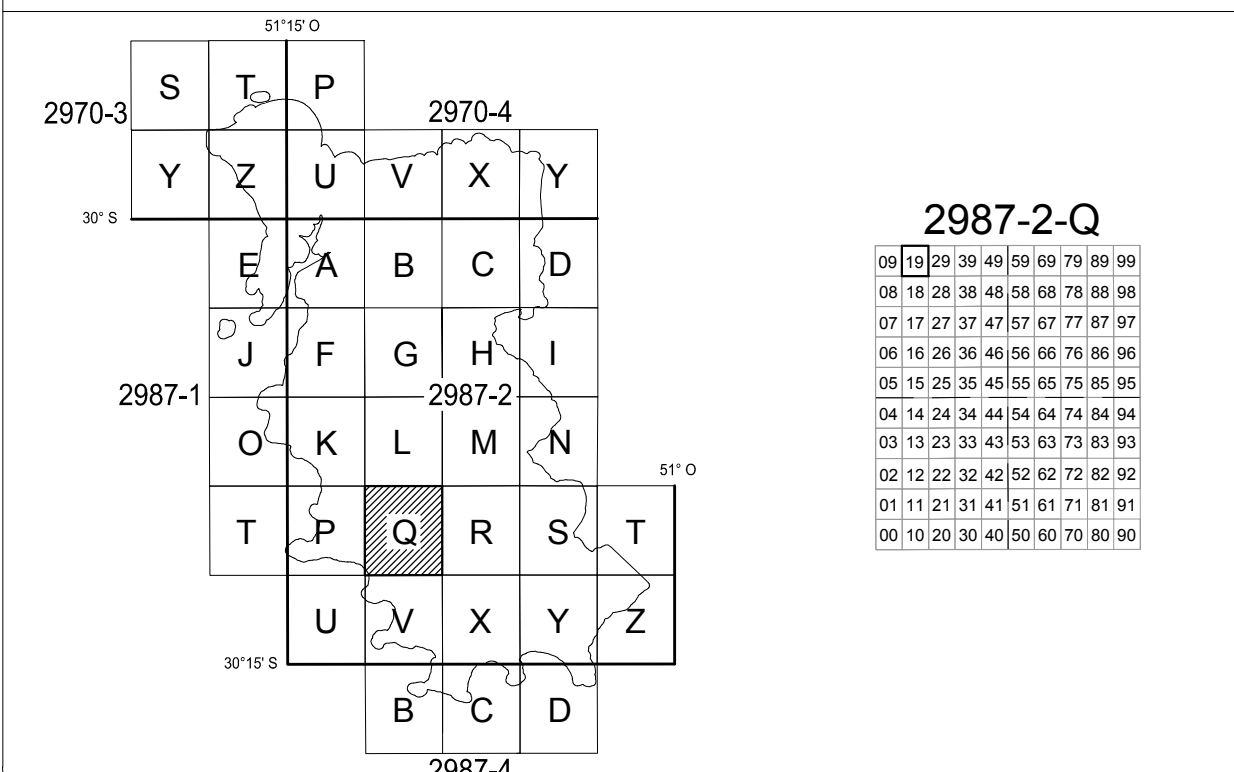 51°15' O
S T P
2970-3 2970-4
Y Z U V X Y
30° S
E A B C D
J F G H I
2987-1 2987-2
O K L M N
51° O
T P Q R S T
U V X Y Z
30°15' S
B C D
2987-4
2987-2-Q
09 19 29 39 49 59 69 79 89 99
08 18 28 38 48 58 68 78 88 98
07 17 27 37 47 57 67 77 87 97
06 16 26 36 46 56 66 76 86 96
05 15 25 35 45 55 65 75 85 95
04 14 24 34 44 54 64 74 84 94
03 13 23 33 43 53 63 73 83 93
02 12 22 32 42 52 62 72 82 92
01 11 21 31 41 51 61 71 81 91
00 10 20 30 40 50 60 70 80 90